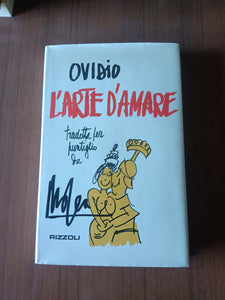 OVIDIO
L'ARTE D'AMARE
tradotta per
puntiglio
da
RIZZOLI